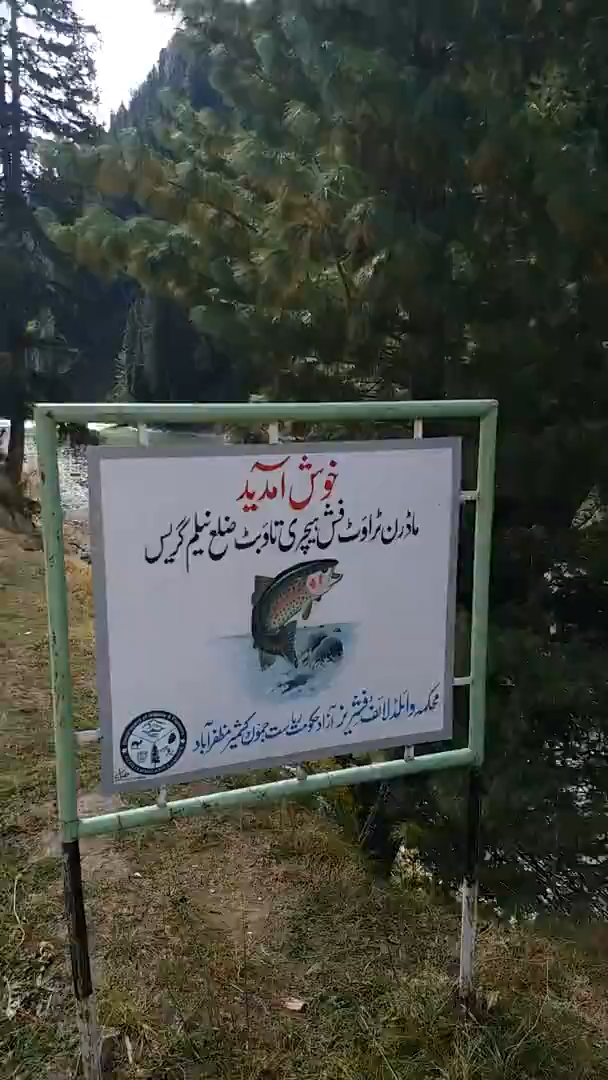 خوش آمدید
ماڈرن ٹراؤٹ فش ہیچری تاؤبٹ ضلع نیلم گریس
محکمہ وائلڈ لائف فشریز آزاد حکومت ریاست جموں کشمیر مظفرآباد